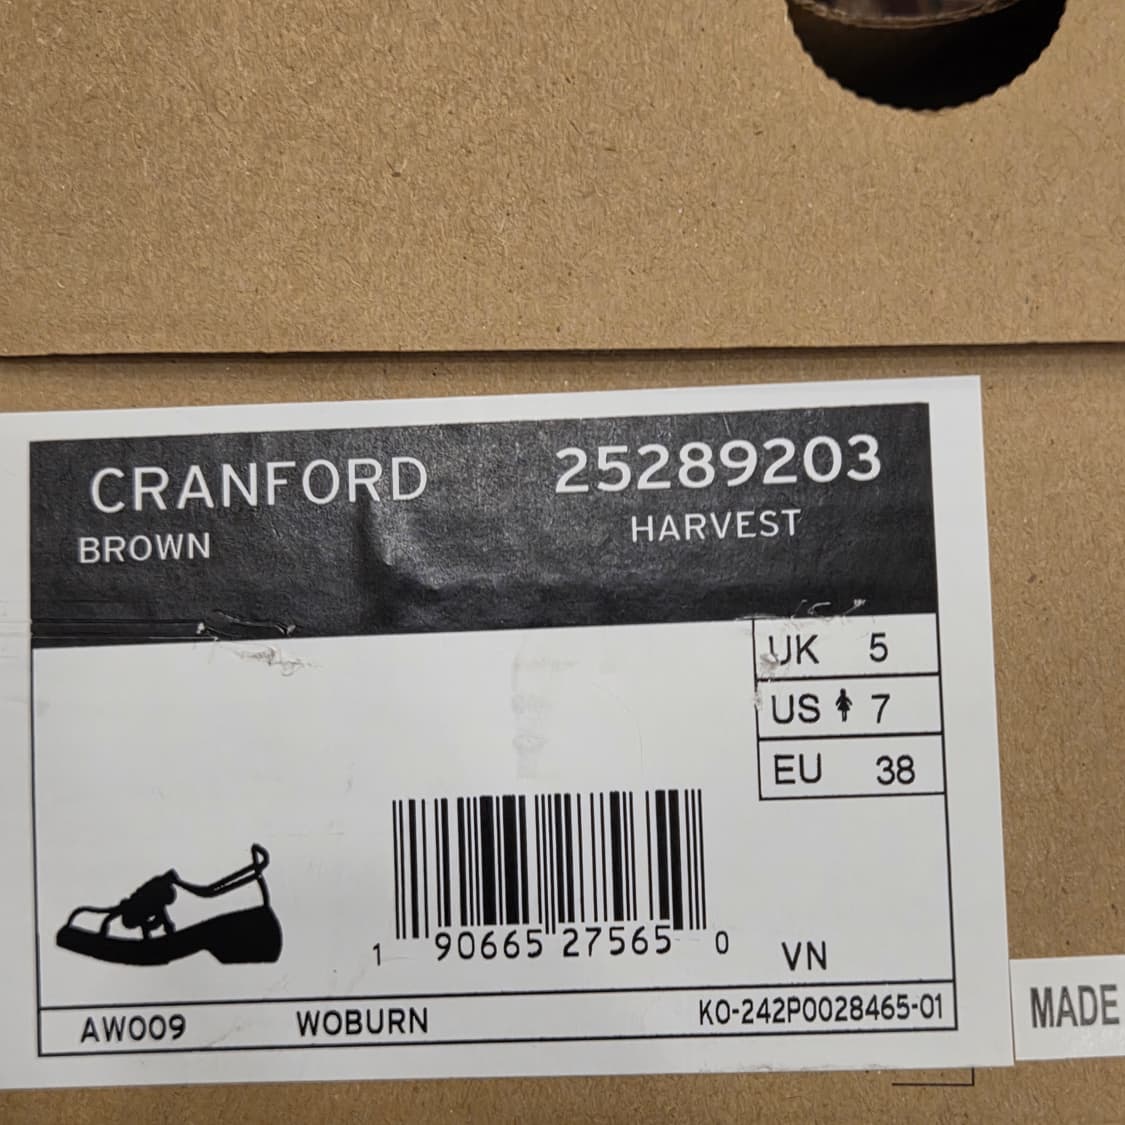 CRANFORD 25289203
BROWN HARVEST
UK 5
US 7
EU 38
1 90665 27565 0 VN
AW009 WOBURN KO-242P0028465-01
MADE